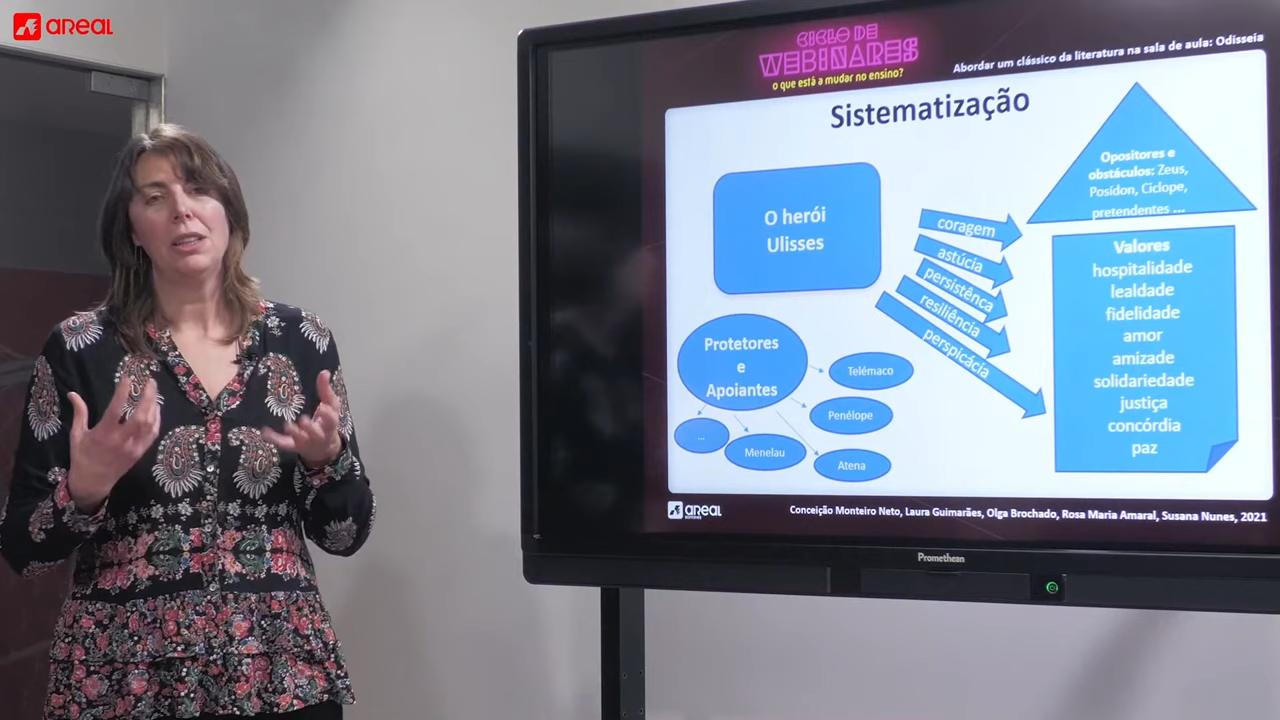 aReaL
CICLO DE
WEBINARES
o que está a mudar no ensino?
Abordar um clássico da literatura na sala de aula: Odisseia
Sistematização
Opositores e
obstáculos: Zeus,
Posídon, Ciclope,
pretendentes ...
O herói
Ulisses
coragem
astúcia
persistênca
resiliência
perspicácia
Valores
hospitalidade
lealdade
fidelidade
amor
amizade
solidariedade
justiça
concórdia
paz
Protetores
e
Apoiantes
Telémaco
Penélope
...
Menelau
Atena
aReaL
EDITORES
Conceição Monteiro Neto, Laura Guimarães, Olga Brochado, Rosa Maria Amaral, Susana Nunes, 2021
Promethean